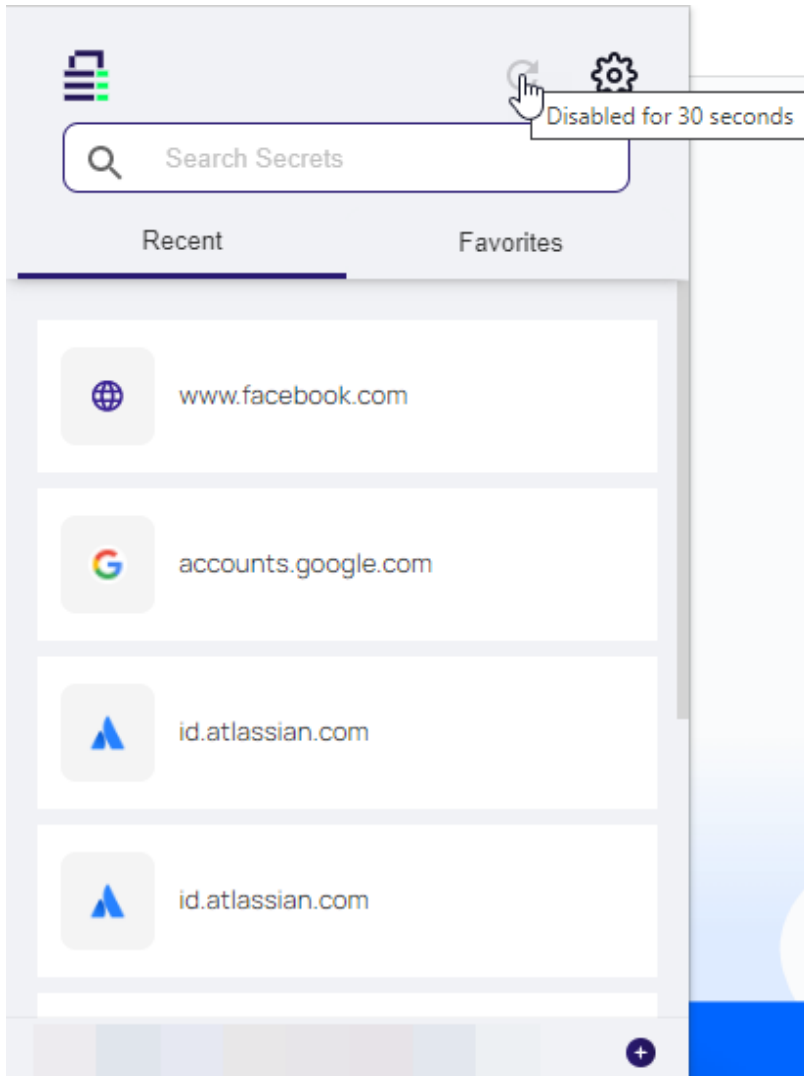 Disabled for 30 seconds
Search Secrets
Recent
Favorites
www.facebook.com
accounts.google.com
id.atlassian.com
id.atlassian.com